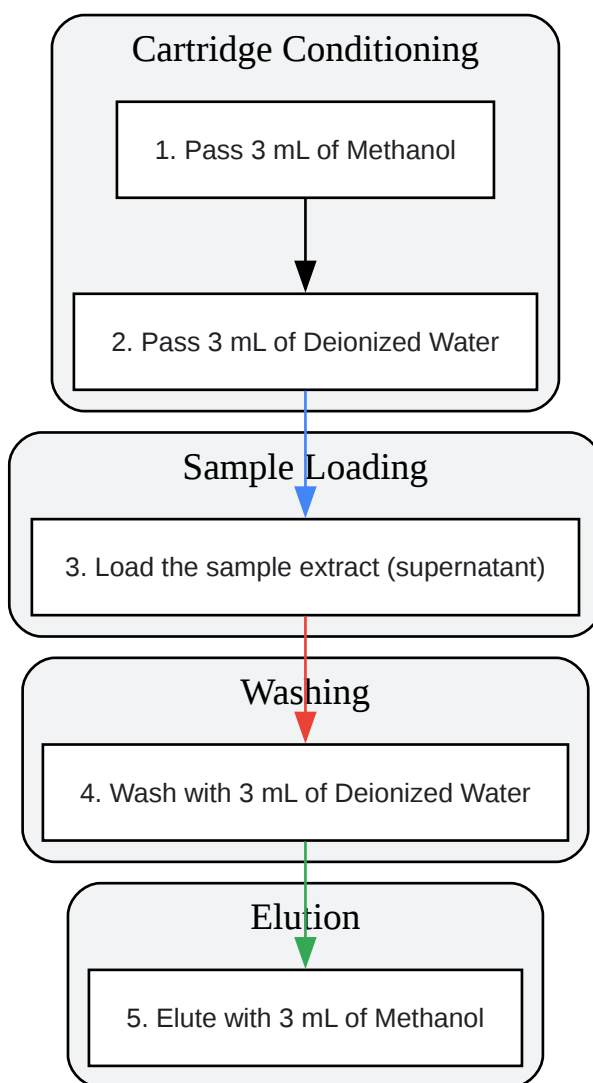 Cartridge Conditioning
1. Pass 3 mL of Methanol
2. Pass 3 mL of Deionized Water
Sample Loading
3. Load the sample extract (supernatant)
Washing
4. Wash with 3 mL of Deionized Water
Elution
5. Elute with 3 mL of Methanol